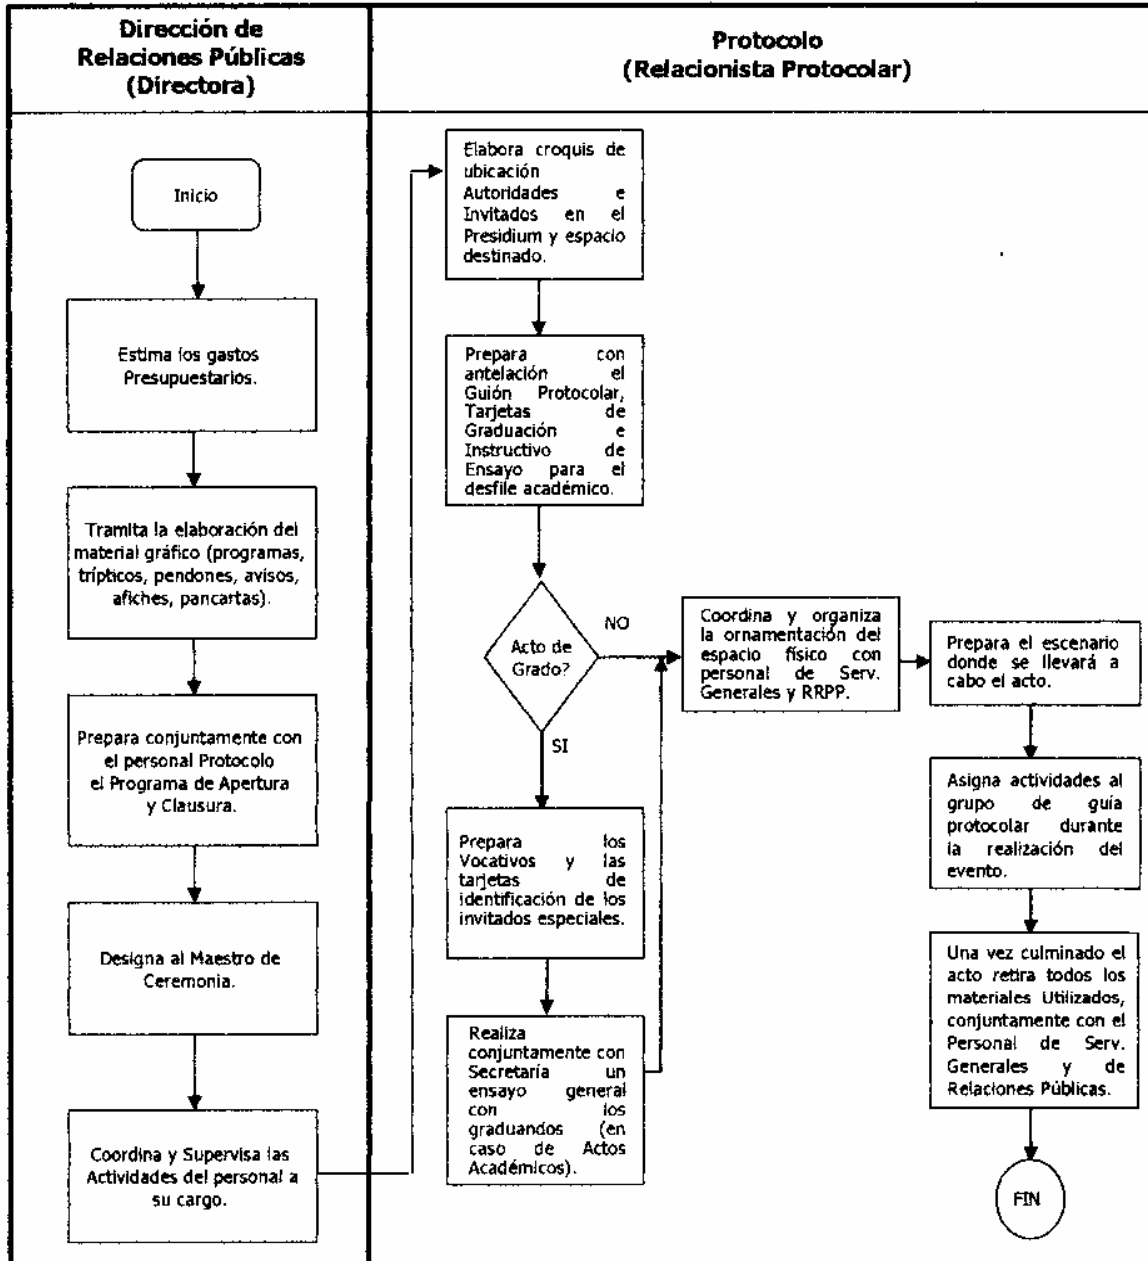 Dirección de
Relaciones Públicas
(Directora)
Protocolo
(Relacionista Protocolar)
Inicio
Estima los gastos
Presupuestarios.
Tramita la elaboración del
material gráfico (programas,
trípticos, pendones, avisos,
afiches, pancartas).
Prepara conjuntamente con
el personal Protocolo
el Programa de Apertura
y Clausura.
Designa al Maestro de
Ceremonia.
Coordina y Supervisa las
Actividades del personal a
su cargo.
Elabora croquis de
ubicación
Autoridades e
Invitados en el
Presidium y espacio
destinado.
Prepara con
antelación el
Guión Protocolar,
Tarjetas de
Graduación e
Instructivo de
Ensayo para el
desfile académico.
Acto de
Grado?
NO
SI
Prepara los
Vocativos y las
tarjetas de
identificación de los
invitados especiales.
Realiza
conjuntamente con
Secretaría un
ensayo general
con los
graduandos (en
caso de Actos
Académicos).
Coordina y organiza
la ornamentación del
espacio físico con
personal de Serv.
Generales y RRPP.
Prepara el escenario
donde se llevará a
cabo el acto.
Asigna actividades al
grupo de guía
protocolar durante
la realización del
evento.
Una vez culminado el
acto retira todos los
materiales Utilizados,
conjuntamente con el
Personal de Serv.
Generales y de
Relaciones Públicas.
FIN